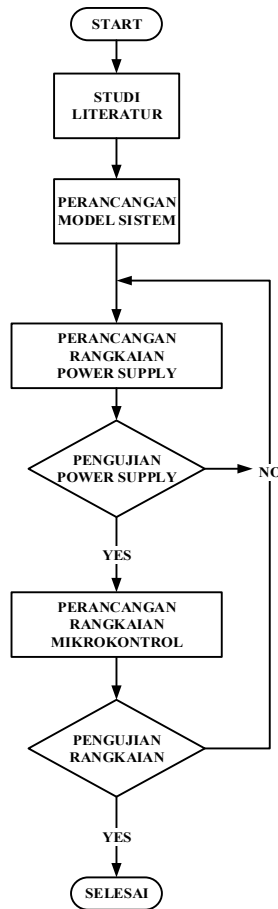 START
STUDI
LITERATUR
PERANCANGAN
MODEL SISTEM
PERANCANGAN
RANGKAIAN
POWER SUPPLY
PENGUJIAN
POWER SUPPLY
NO
YES
PERANCANGAN
RANGKAIAN
MIKROKONTROL
PENGUJIAN
RANGKAIAN
YES
SELESAI